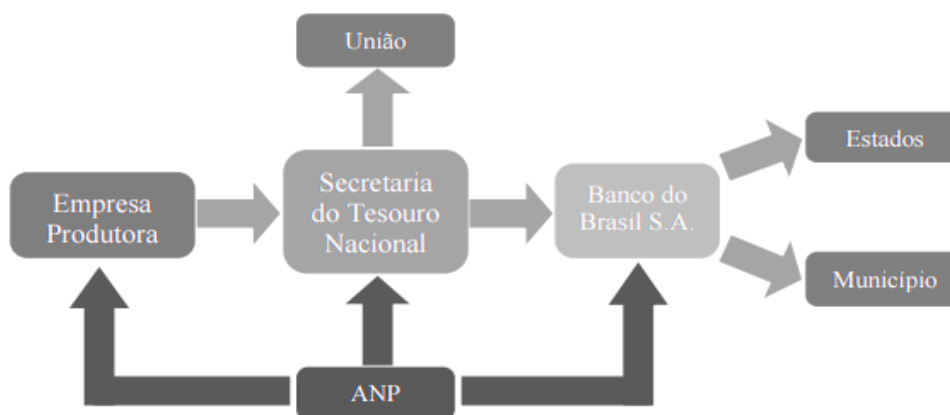 União
Estados
Empresa
Produtora
Secretaria
do Tesouro
Nacional
Banco do
Brasil S.A.
Município
ANP